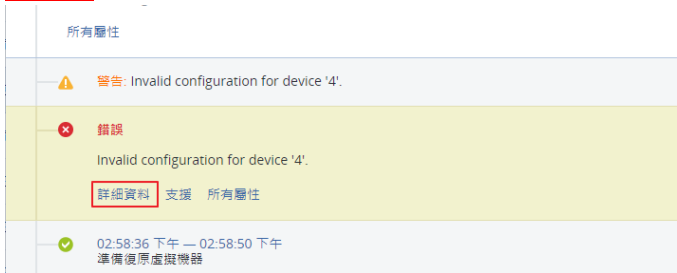 所有屬性
警告: Invalid configuration for device '4'.
錯誤
Invalid configuration for device '4'.
詳細資料 支援 所有屬性
02:58:36 下午 — 02:58:50 下午
準備復原虛擬機器